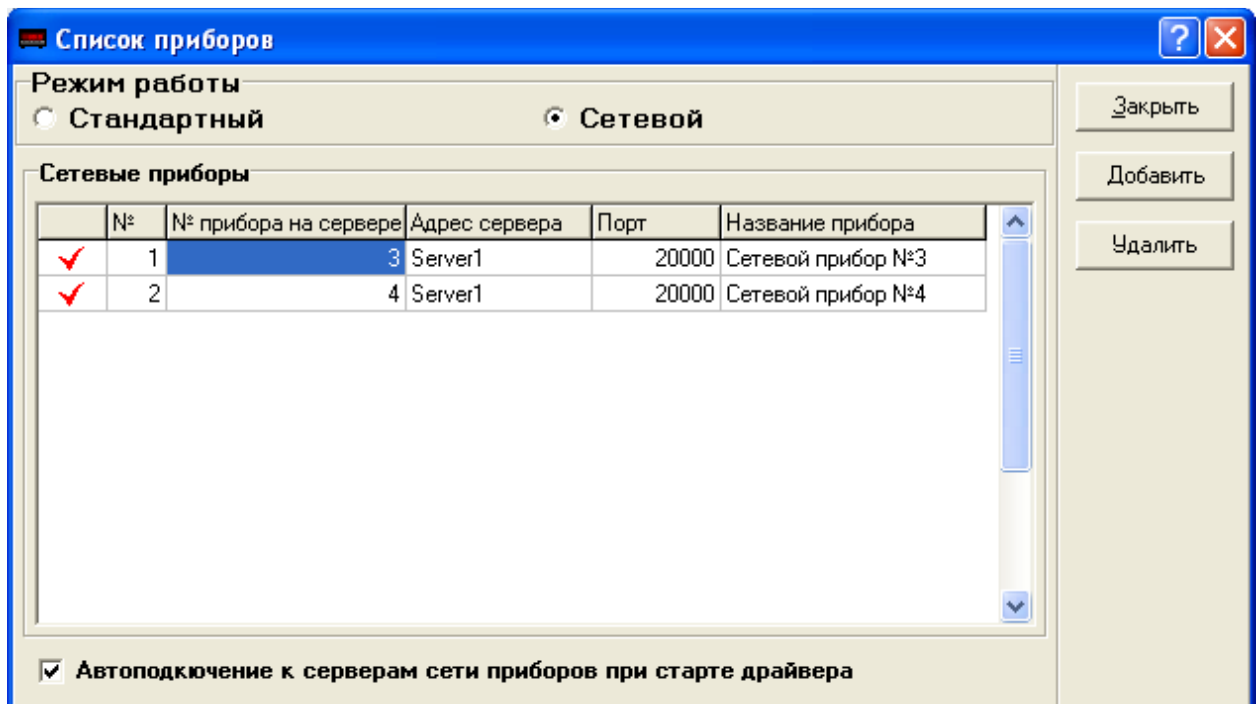 Список приборов
Режим работы
Стандартный Сетевой
Закрыть
Сетевые приборы
Добавить
№ № прибора на сервере Адрес сервера Порт Название прибора
Удалить
1 3 Server1 20000 Сетевой прибор №3
2 4 Server1 20000 Сетевой прибор №4
Автоподкючение к серверам сети приборов при старте драйвера